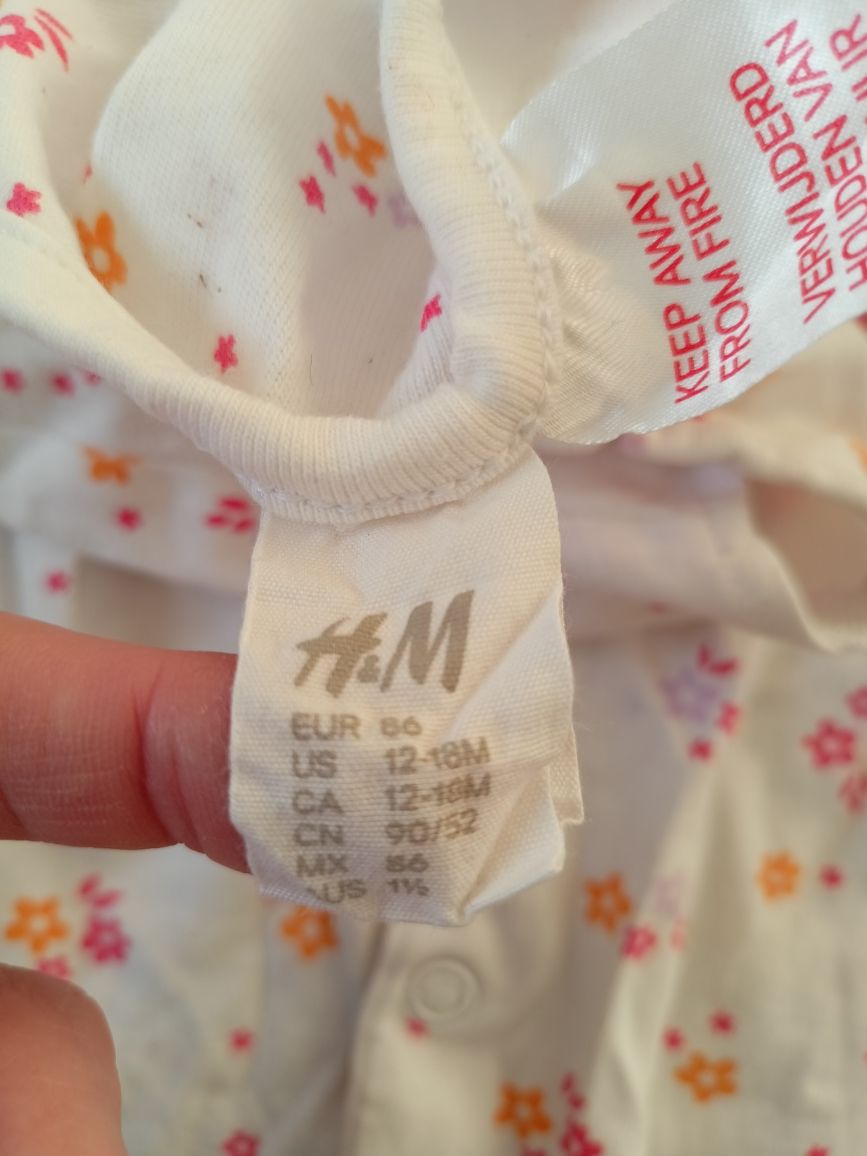 KEEP AWAY
FROM FIRE
VERWIJDERD
HOUDEN VAN
H&M
EUR 86
US 12-18M
CA 12-18M
CN 90/52
MX 86
AUS 1½